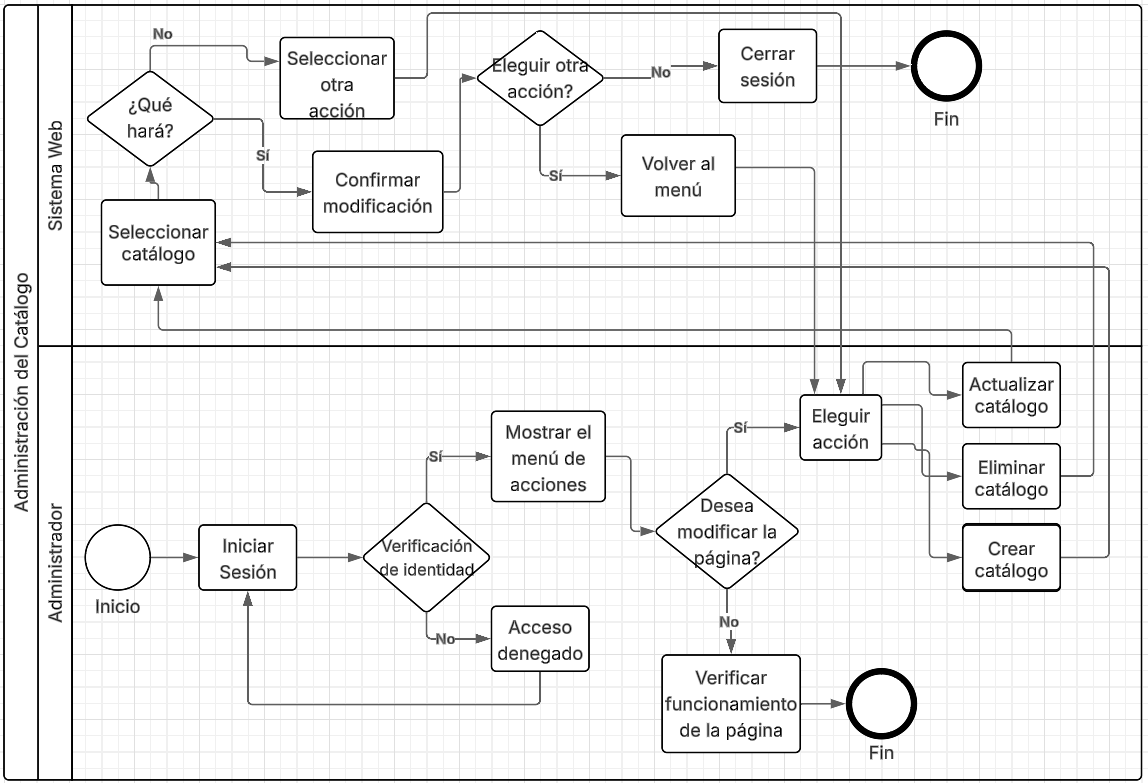 Administración del Catálogo
Sistema Web
No
Seleccionar
otra
acción
¿Qué
hará?
Sí
Confirmar
modificación
Seleccionar
catálogo
Eleguir otra
acción?
No
Cerrar
sesión
Fin
Sí
Volver al
menú
Administrador
Inicio
Iniciar
Sesión
Verificación
de identidad
Sí
Mostrar el
menú de
acciones
No
Acceso
denegado
Desea
modificar la
página?
Sí
Eleguir
acción
Actualizar
catálogo
Eliminar
catálogo
Crear
catálogo
No
Verificar
funcionamiento
de la página
Fin